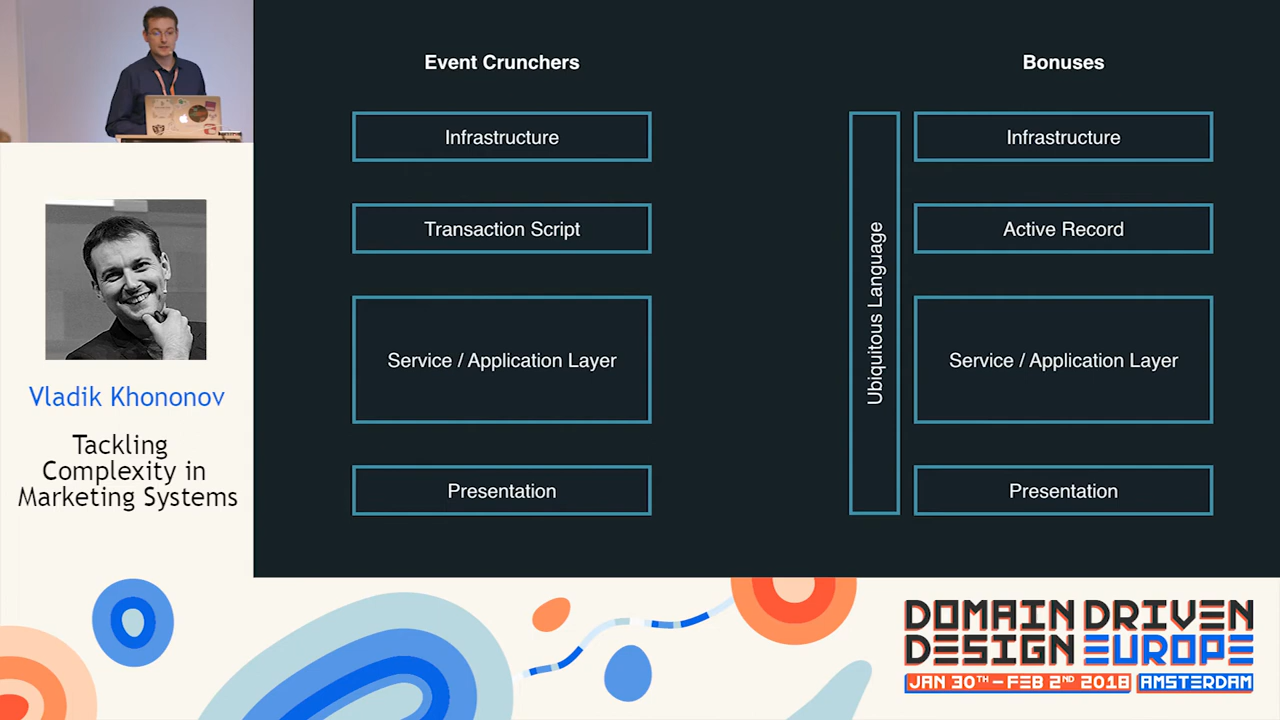 Event Crunchers
Infrastructure
Transaction Script
Service / Application Layer
Presentation
Bonuses
Ubiquitous Language
Infrastructure
Active Record
Service / Application Layer
Presentation
Vladik Khononov
Tackling
Complexity in
Marketing Systems
DOMAIN DRIVEN
DESIGN EUROPE
JAN 30TH - FEB 2ND 2018 AMSTERDAM